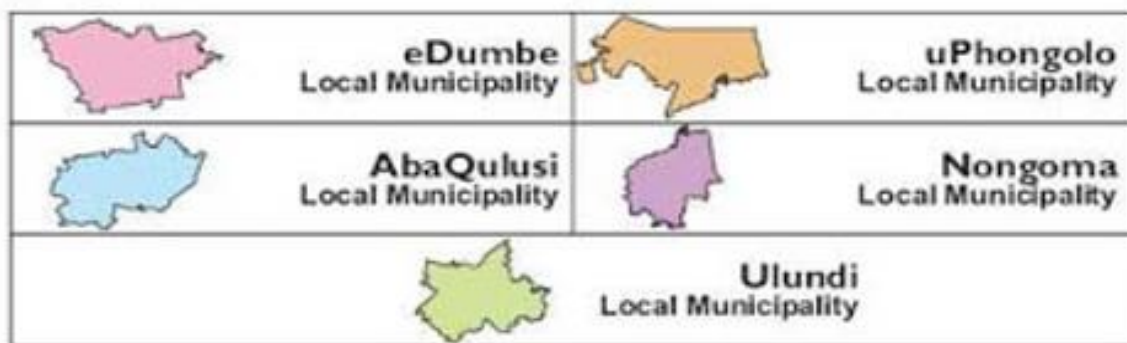 eDumbe
Local Municipality
uPhongolo
Local Municipality
AbaQulusi
Local Municipality
Nongoma
Local Municipality
Ulundi
Local Municipality